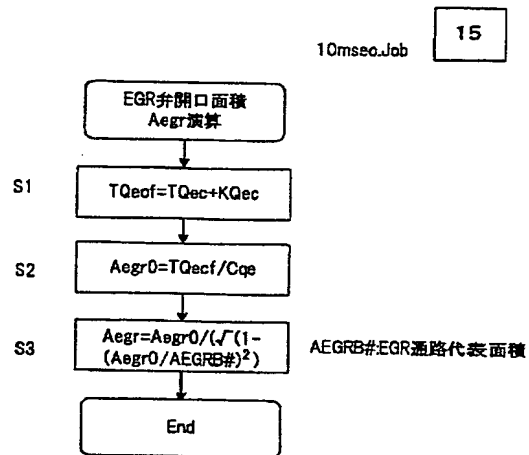 15
10msec.Job
EGR弁開口面積
Aegr演算
S1
TQecf=TQec+KQec
S2
Aegr0=TQecf/Cqe
S3
Aegr=Aegr0/(√(1-
(Aegr0/AEGRB#)²)
AEGRB#:EGR通路代表面積
End